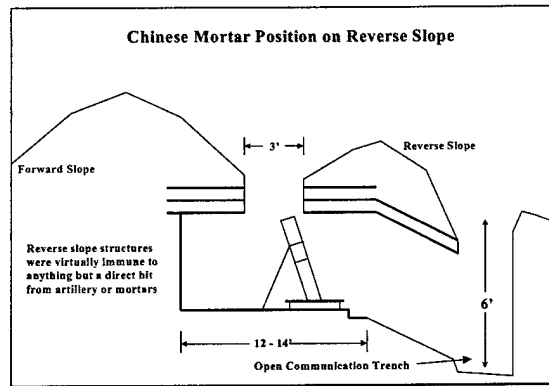 Chinese Mortar Position on Reverse Slope
3'
Reverse Slope
Forward Slope
Reverse slope structures
were virtually immune to
anything but a direct hit
from artillery or mortars
6'
12 - 14'
Open Communication Trench